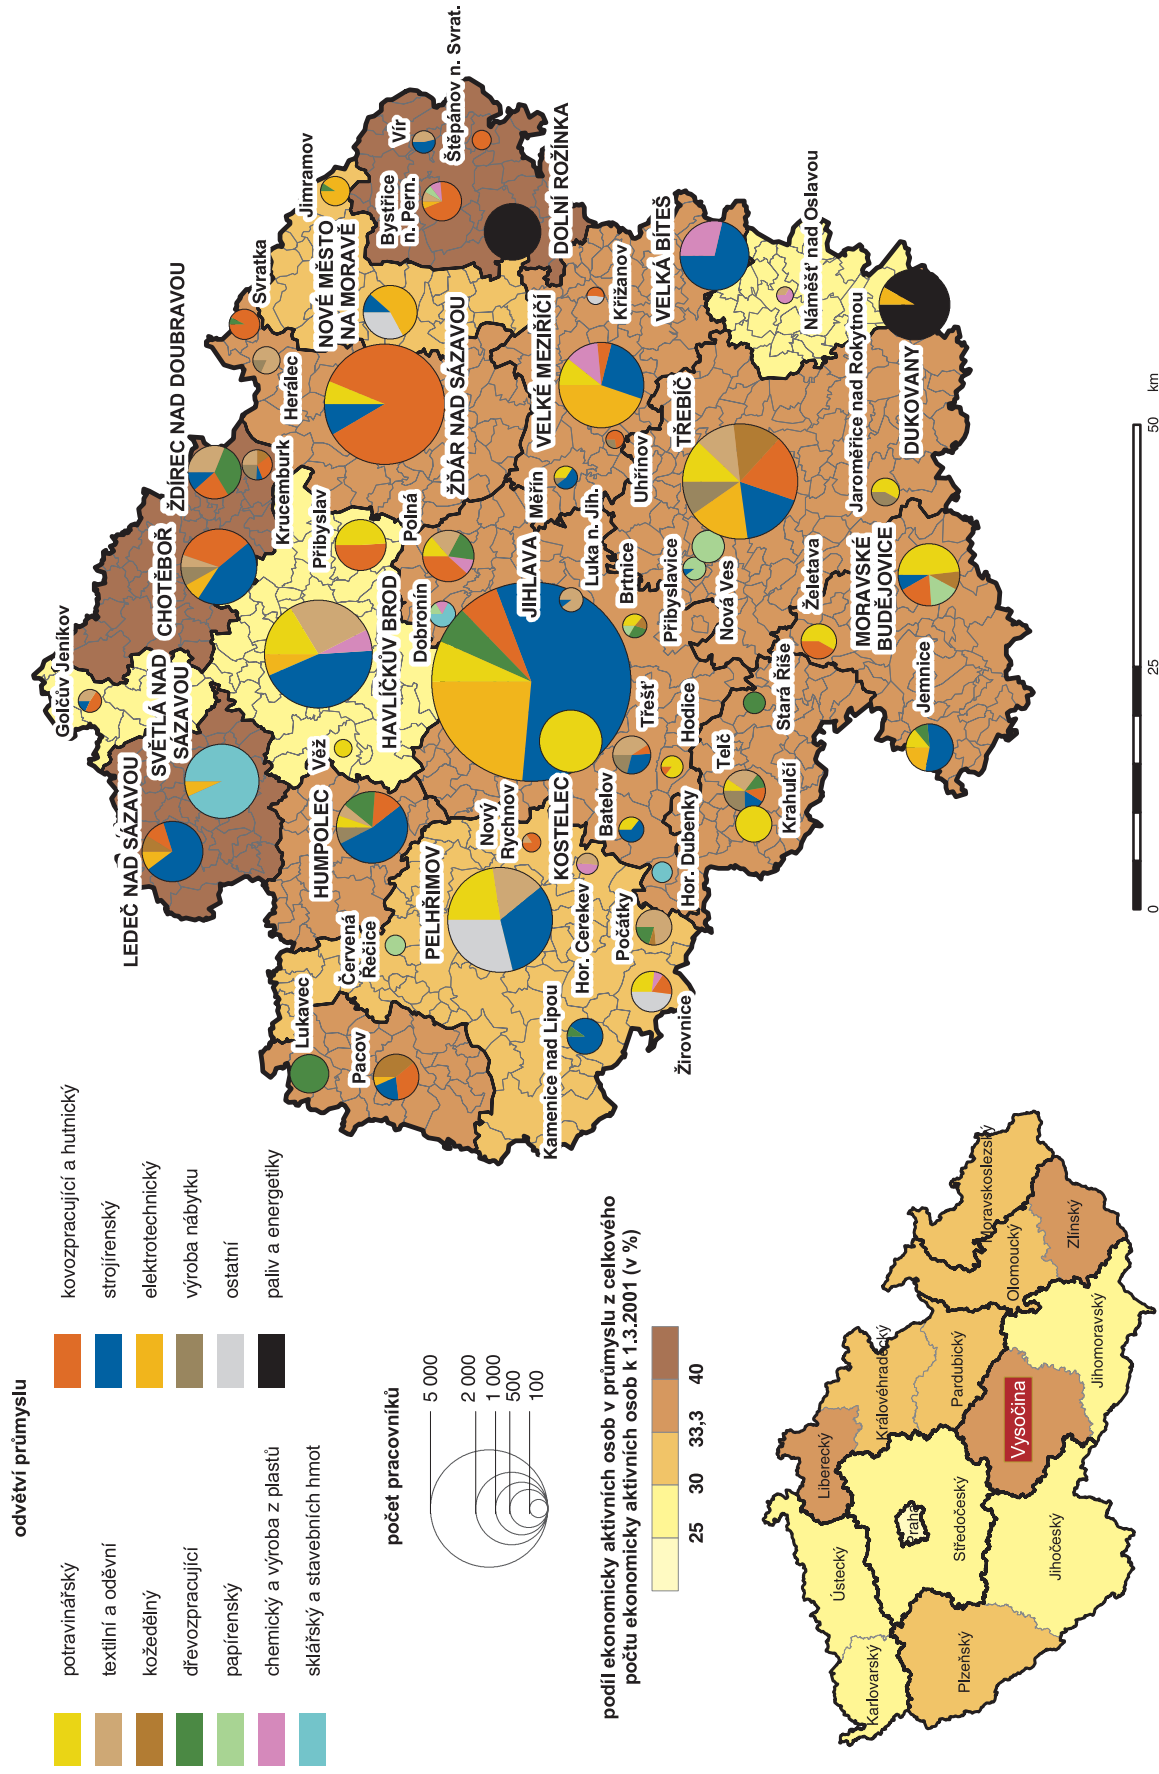 odvětví průmyslu
potravinářský
textilní a oděvní
kožedělný
dřevozpracující
papírenský
chemický a výroba z plastů
sklářský a stavebních hmot
kovozpracující a hutnický
strojírenský
elektrotechnický
výroba nábytku
ostatní
paliv a energetiky
počet pracovníků
5 000
2 000
1 000
500
100
podíl ekonomicky aktivních osob v průmyslu z celkového
počtu ekonomicky aktivních osob k 1.3.2001 (v %)
25
30
33,3
40
Karlovarský
Ústecký
Liberecký
Královéhradecký
Pardubický
Olomoucký
Moravskoslezský
Zlínský
Jihomoravský
Vysočina
Jihočeský
Plzeňský
Středočeský
Praha
0
25
50
km
Golčův Jeníkov
LEDEČ NAD SÁZAVOU
SVĚTLÁ NAD
SÁZAVOU
CHOTĚBOŘ
ŽDÍREC NAD DOUBRAVOU
Krucemburk
Herálec
Svratka
Jimramov
NOVÉ MĚSTO
NA MORAVĚ
Bystřice
n. Pern.
Vír
Štěpánov n. Svrat.
DOLNÍ ROŽÍNKA
Přibyslav
Polná
ŽĎÁR NAD SÁZAVOU
HAVLÍČKŮV BROD
Věž
HUMPOLEC
Dobronín
JIHLAVA
Měřín
VELKÉ MEZIŘÍČÍ
Křižanov
VELKÁ BÍTEŠ
Uhřínov
Luka n. Jih.
Brtnice
TŘEBÍČ
Přibyslavice
Nová Ves
Náměšť nad Oslavou
Jaroměřice nad Rokytnou
DUKOVANY
Želetava
MORAVSKÉ
BUDĚJOVICE
Jemnice
Stará Říše
Telč
Krahulčí
Hodice
Třešť
Batelov
KOSTELEC
Nový
Rychnov
Hor. Dubenky
Hor. Cerekev
Počátky
Žirovnice
Kamenice nad Lipou
PELHŘIMOV
Červená
Řečice
Lukavec
Pacov